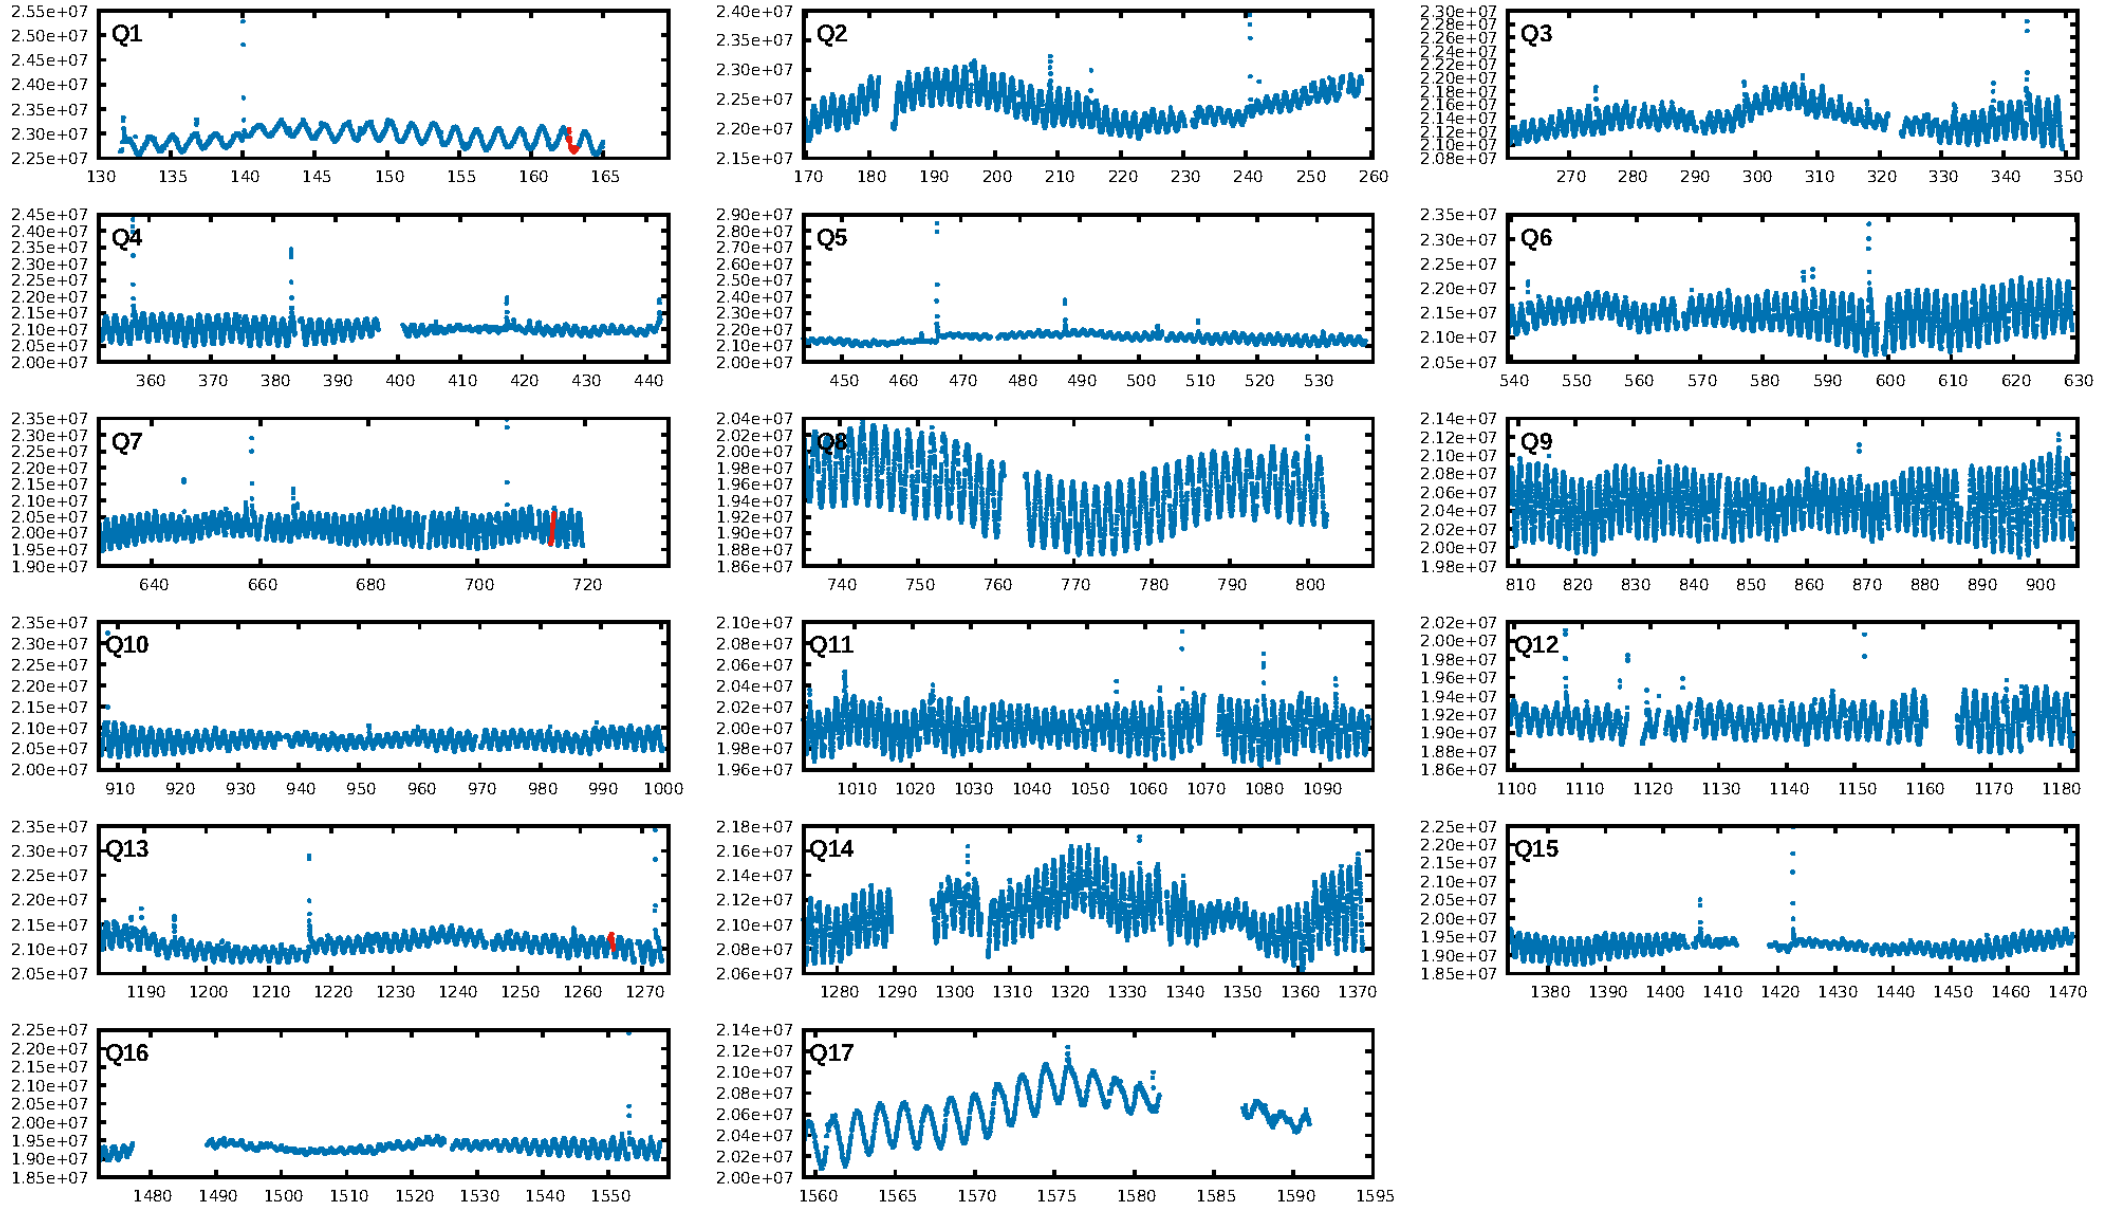 Q1
2.55e+07
2.50e+07
2.45e+07
2.40e+07
2.35e+07
2.30e+07
2.25e+07
130 135 140 145 150 155 160 165
Q2
2.40e+07
2.35e+07
2.30e+07
2.25e+07
2.20e+07
2.15e+07
170 180 190 200 210 220 230 240 250 260
Q3
2.30e+07
2.28e+07
2.26e+07
2.24e+07
2.22e+07
2.20e+07
2.18e+07
2.16e+07
2.14e+07
2.12e+07
2.10e+07
2.08e+07
270 280 290 300 310 320 330 340 350
Q4
2.45e+07
2.40e+07
2.35e+07
2.30e+07
2.25e+07
2.20e+07
2.15e+07
2.10e+07
2.05e+07
2.00e+07
360 370 380 390 400 410 420 430 440
Q5
2.90e+07
2.80e+07
2.70e+07
2.60e+07
2.50e+07
2.40e+07
2.30e+07
2.20e+07
2.10e+07
2.00e+07
450 460 470 480 490 500 510 520 530
Q6
2.35e+07
2.30e+07
2.25e+07
2.20e+07
2.15e+07
2.10e+07
2.05e+07
540 550 560 570 580 590 600 610 620 630
Q7
2.35e+07
2.30e+07
2.25e+07
2.20e+07
2.15e+07
2.10e+07
2.05e+07
2.00e+07
1.95e+07
1.90e+07
640 660 680 700 720
Q8
2.04e+07
2.02e+07
2.00e+07
1.98e+07
1.96e+07
1.94e+07
1.92e+07
1.90e+07
1.88e+07
1.86e+07
740 750 760 770 780 790 800
Q9
2.14e+07
2.12e+07
2.10e+07
2.08e+07
2.06e+07
2.04e+07
2.02e+07
2.00e+07
1.98e+07
810 820 830 840 850 860 870 880 890 900
Q10
2.35e+07
2.30e+07
2.25e+07
2.20e+07
2.15e+07
2.10e+07
2.05e+07
2.00e+07
910 920 930 940 950 960 970 980 990 1000
Q11
2.10e+07
2.08e+07
2.06e+07
2.04e+07
2.02e+07
2.00e+07
1.98e+07
1.96e+07
1010 1020 1030 1040 1050 1060 1070 1080 1090
Q12
2.02e+07
2.00e+07
1.98e+07
1.96e+07
1.94e+07
1.92e+07
1.90e+07
1.88e+07
1.86e+07
1100 1110 1120 1130 1140 1150 1160 1170 1180
Q13
2.35e+07
2.30e+07
2.25e+07
2.20e+07
2.15e+07
2.10e+07
2.05e+07
1190 1200 1210 1220 1230 1240 1250 1260 1270
Q14
2.18e+07
2.16e+07
2.14e+07
2.12e+07
2.10e+07
2.08e+07
2.06e+07
1280 1290 1300 1310 1320 1330 1340 1350 1360 1370
Q15
2.25e+07
2.20e+07
2.15e+07
2.10e+07
2.05e+07
2.00e+07
1.95e+07
1.90e+07
1.85e+07
1380 1390 1400 1410 1420 1430 1440 1450 1460 1470
Q16
2.25e+07
2.20e+07
2.15e+07
2.10e+07
2.05e+07
2.00e+07
1.95e+07
1.90e+07
1.85e+07
1480 1490 1500 1510 1520 1530 1540 1550
Q17
2.14e+07
2.12e+07
2.10e+07
2.08e+07
2.06e+07
2.04e+07
2.02e+07
2.00e+07
1560 1565 1570 1575 1580 1585 1590 1595